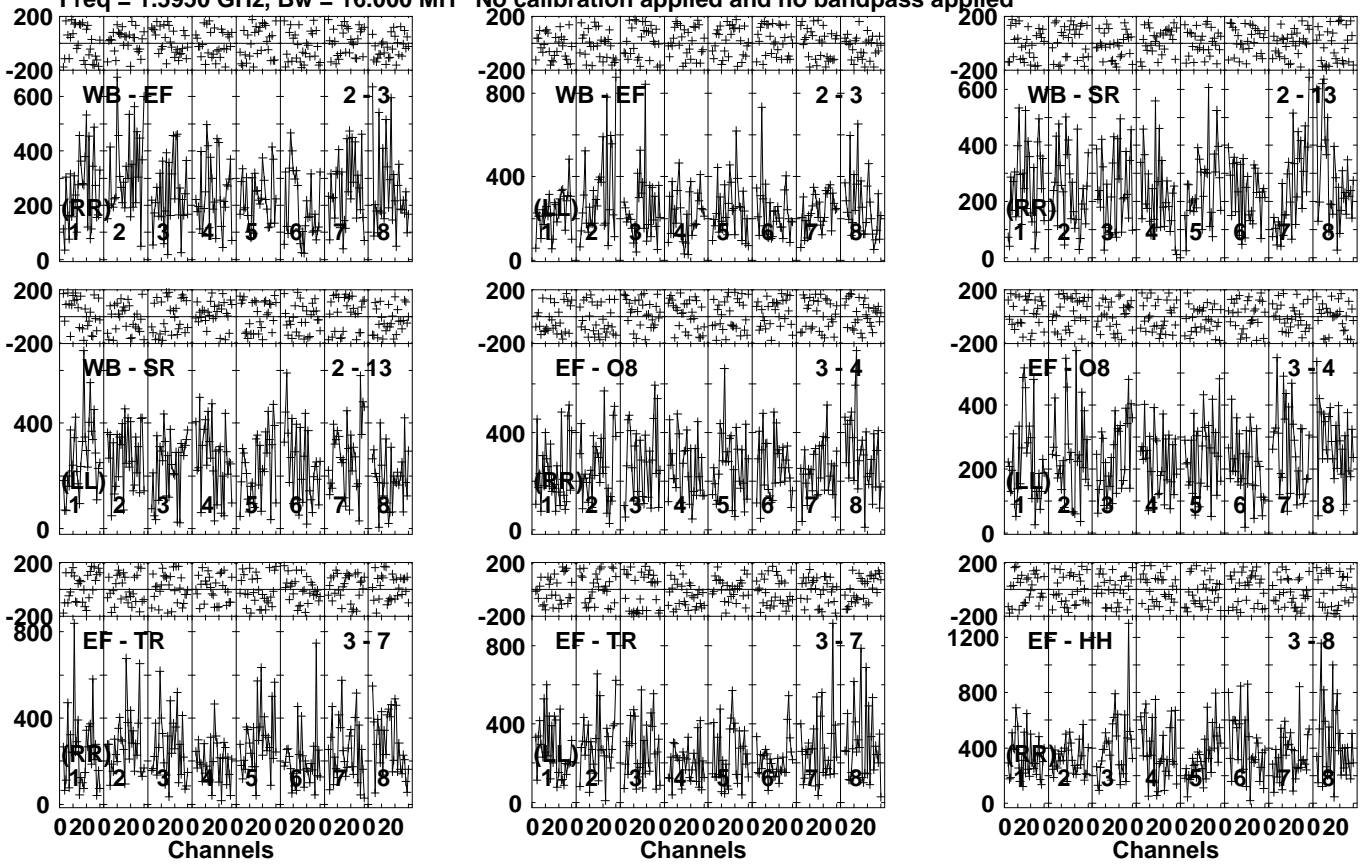 Freq = 1.5950 GHz, Bw = 16.000 MH No calibration applied and no bandpass applied
200 200 200
-200 -200 -200
WB - EF 2 - 3 WB - EF 2 - 3 WB - SR 2 - 13
600 800 600
400 400 400
200 200
(RR) (LL) (RR)
1 2 3 4 5 6 7 8 1 2 3 4 5 6 7 8 1 2 3 4 5 6 7 8
0 0 0
200 200 200
-200 -200 -200
WB - SR 2 - 13 EF - O8 3 - 4 EF - O8 3 - 4
400 400 400
200
(LL) (RR) (LL)
1 2 3 4 5 6 7 8 1 2 3 4 5 6 7 8 1 2 3 4 5 6 7 8
0 0 0
200 200 200
-200 -200 -200
EF - TR 3 - 7 EF - TR 3 - 7 EF - HH 3 - 8
800 800 1200
800
400 400 400
(RR) (LL) (RR)
1 2 3 4 5 6 7 8 1 2 3 4 5 6 7 8 1 2 3 4 5 6 7 8
0 0 0
0 20 0 20 0 20 0 20 0 20 0 20 0 20 0 20 0 20 0 20 0 20 0 20 0 20 0 20 0 20 0 20 0 20 0 20 0 20 0 20 0 20 0 20 0 20 0 20
Channels Channels Channels